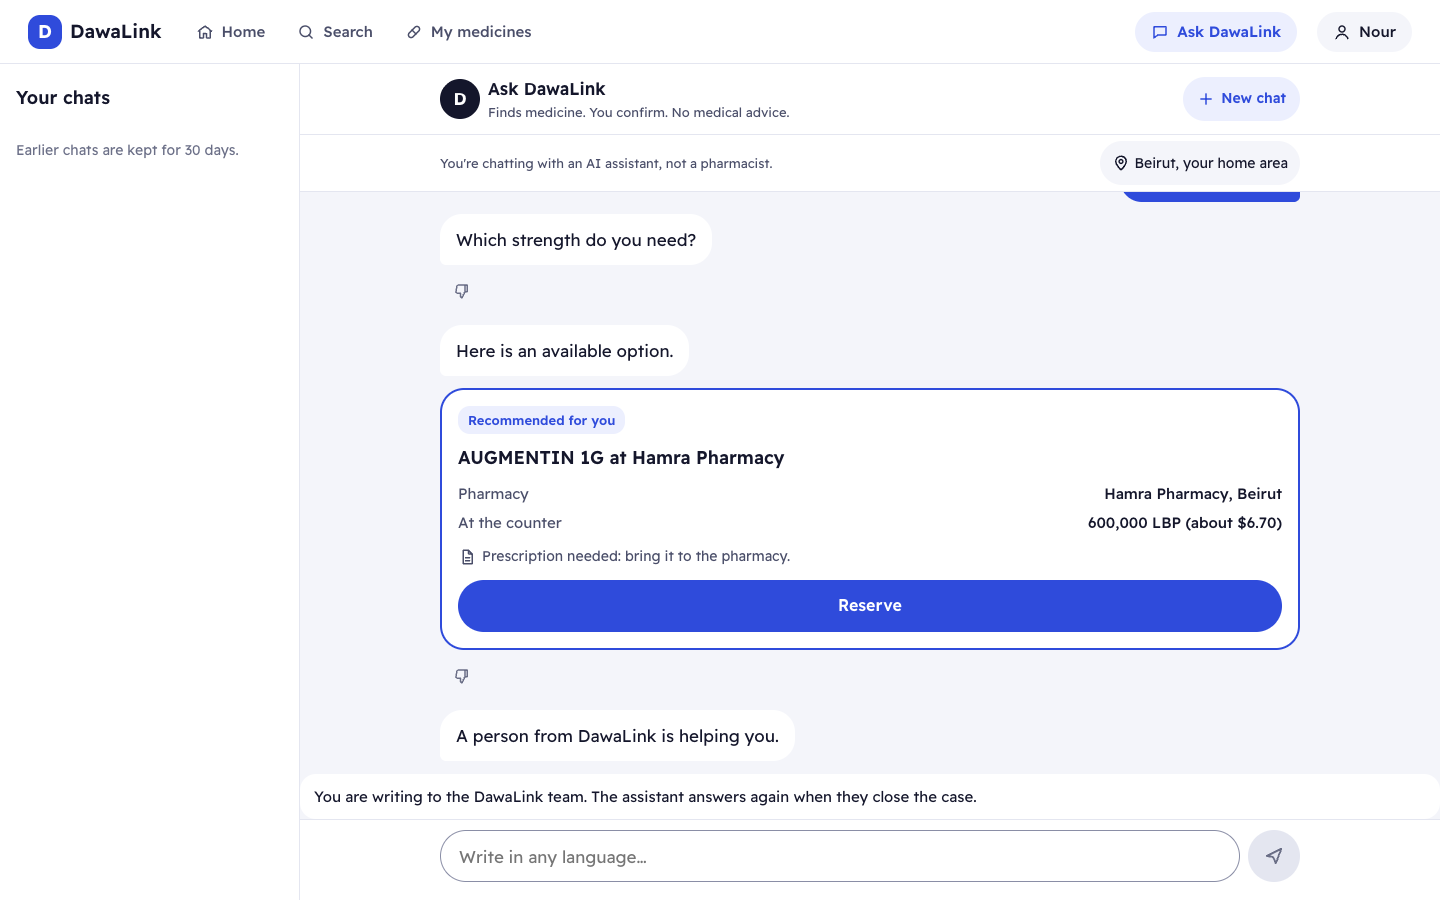 D DawaLink Home Search My medicines Ask DawaLink Nour
Your chats
Earlier chats are kept for 30 days.
D
Ask DawaLink
Finds medicine. You confirm. No medical advice.
New chat
You're chatting with an AI assistant, not a pharmacist.
Beirut, your home area
Which strength do you need?
Here is an available option.
Recommended for you
AUGMENTIN 1G at Hamra Pharmacy
Pharmacy Hamra Pharmacy, Beirut
At the counter 600,000 LBP (about $6.70)
Prescription needed: bring it to the pharmacy.
Reserve
A person from DawaLink is helping you.
You are writing to the DawaLink team. The assistant answers again when they close the case.
Write in any language…